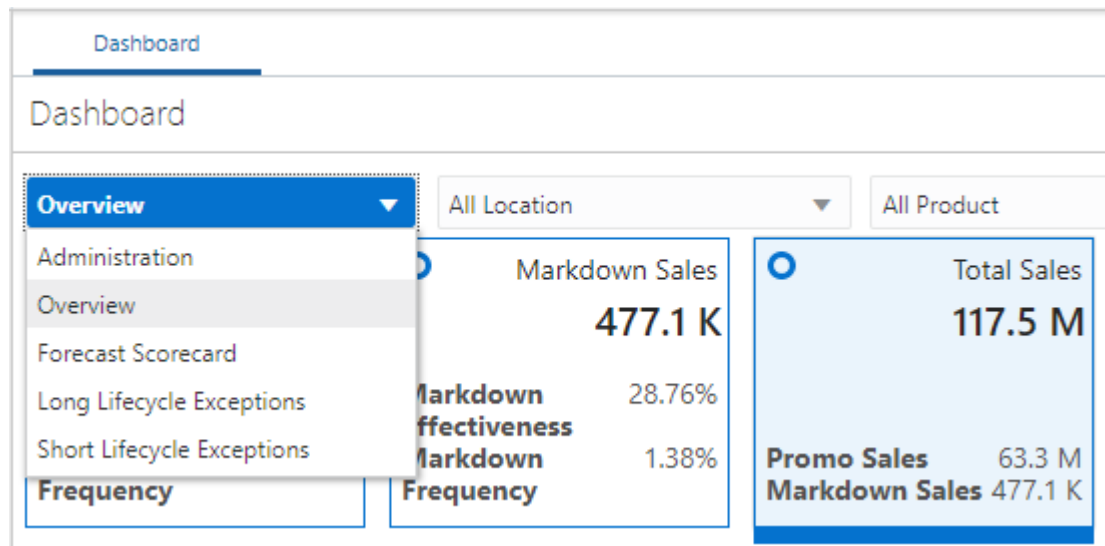 Dashboard
Dashboard
Overview
All Location
All Product
Administration
Overview
Forecast Scorecard
Long Lifecycle Exceptions
Short Lifecycle Exceptions
Frequency
Markdown Sales
477.1 K
Markdown 28.76%
Effectiveness
Markdown 1.38%
Frequency
Total Sales
117.5 M
Promo Sales 63.3 M
Markdown Sales 477.1 K